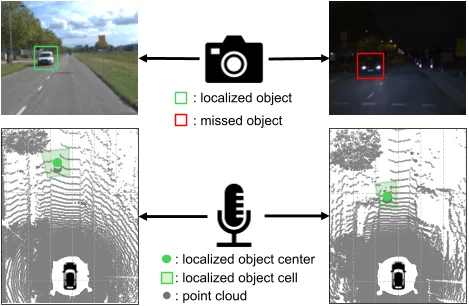 : localized object
: missed object
: localized object center
: localized object cell
: point cloud